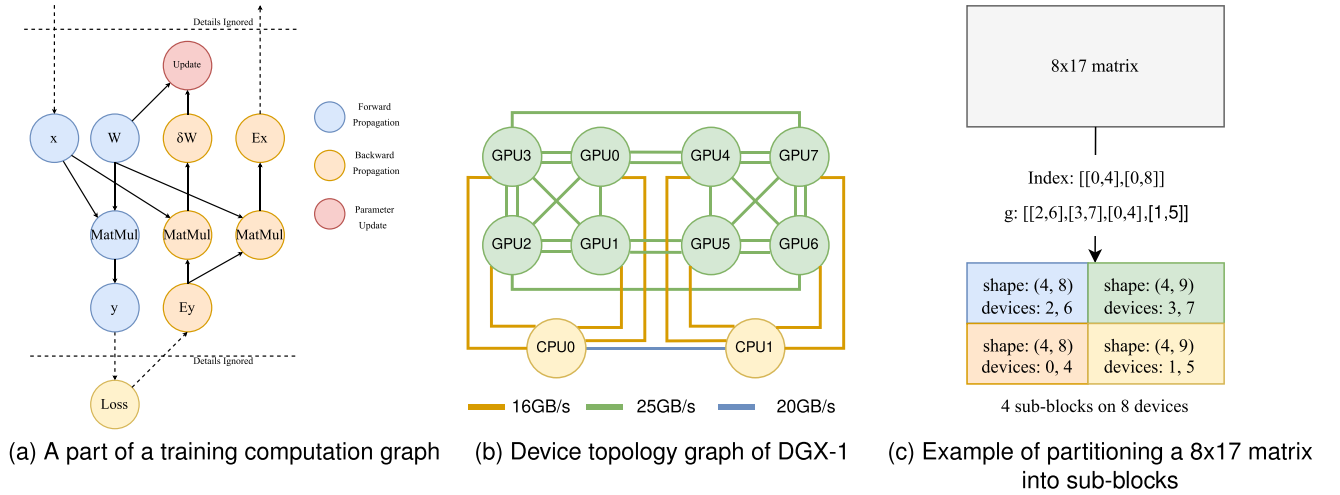 Details Ignored
Update
x
W
δW
Ex
MatMul
MatMul
MatMul
y
Ey
Details Ignored
Loss
Forward
Propagation
Backward
Propagation
Parameter
Update
(a) A part of a training computation graph
GPU3
GPU0
GPU4
GPU7
GPU2
GPU1
GPU5
GPU6
CPU0
CPU1
16GB/s
25GB/s
20GB/s
(b) Device topology graph of DGX-1
8x17 matrix
Index: [[0,4],[0,8]]
g: [[2,6],[3,7],[0,4],[1,5]]
shape: (4, 8)
devices: 2, 6
shape: (4, 9)
devices: 3, 7
shape: (4, 8)
devices: 0, 4
shape: (4, 9)
devices: 1, 5
4 sub-blocks on 8 devices
(c) Example of partitioning a 8x17 matrix
into sub-blocks